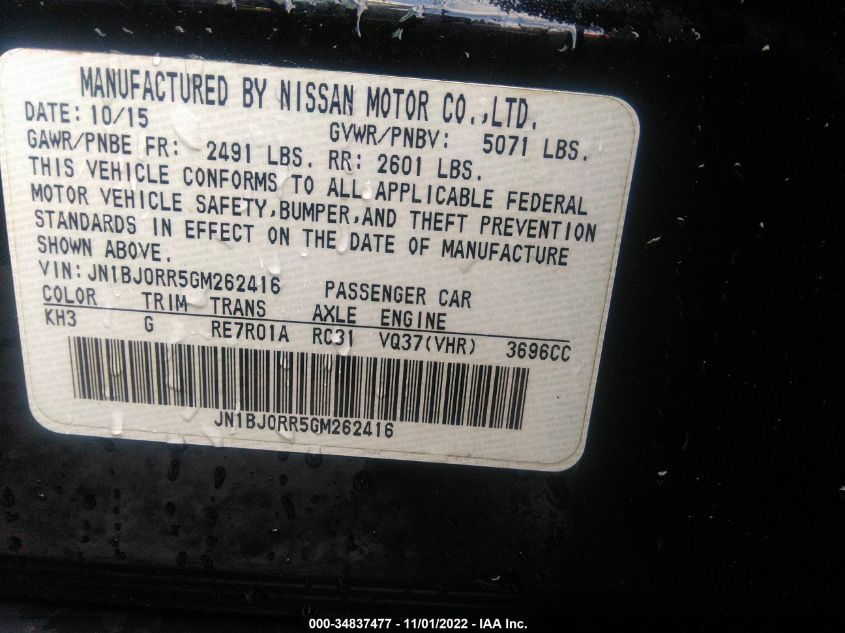 MANUFACTURED BY NISSAN MOTOR CO.,LTD.
DATE: 10/15 GVWR/PNBV: 5071 LBS.
GAWR/PNBE FR: 2491 LBS. RR: 2601 LBS.
THIS VEHICLE CONFORMS TO ALL APPLICABLE FEDERAL
MOTOR VEHICLE SAFETY,BUMPER,AND THEFT PREVENTION
STANDARDS IN EFFECT ON THE DATE OF MANUFACTURE
SHOWN ABOVE.
VIN:JN1BJ0RR5GM262416 PASSENGER CAR
COLOR TRIM TRANS AXLE ENGINE
KH3 G RE7R01A RC31 VQ37(VHR) 3696CC
JN1BJ0RR5GM262416
000-34837477 - 11/01/2022 - IAA Inc.